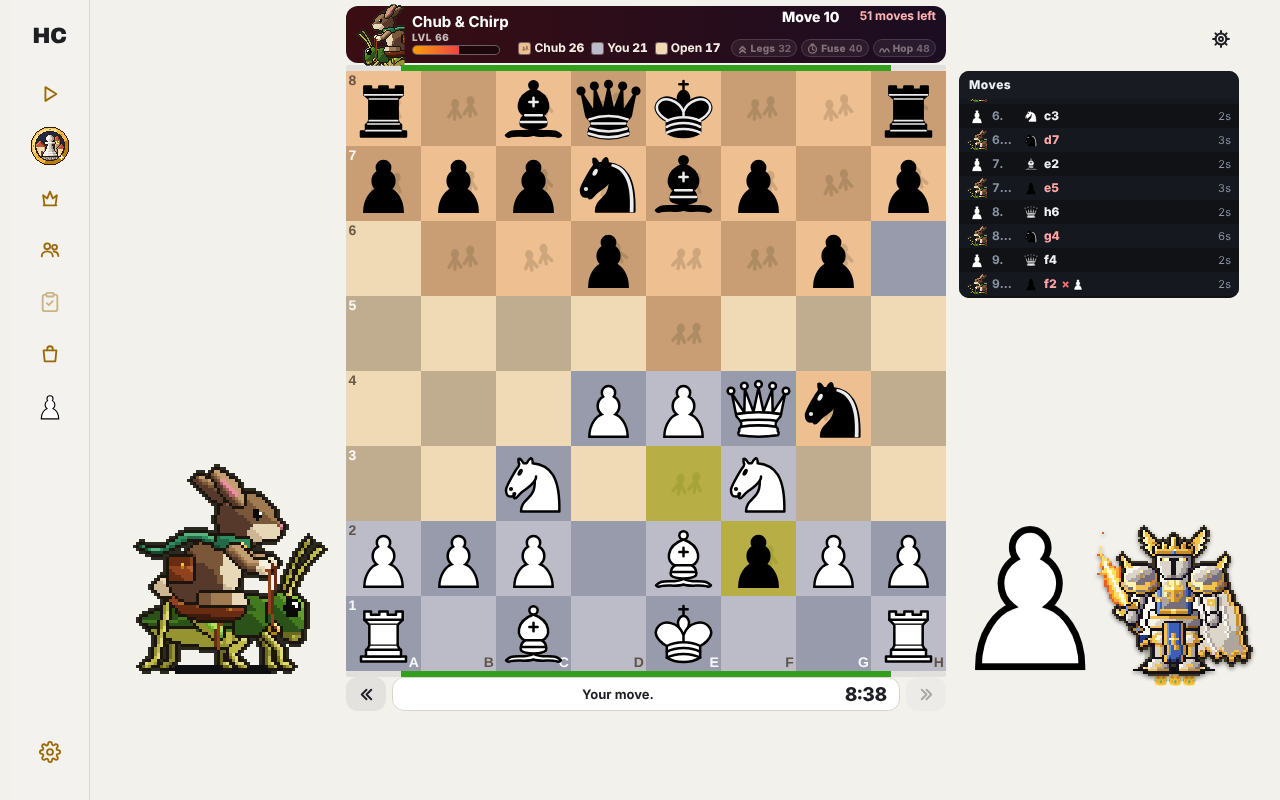 HC
Chub & Chirp
LVL 66
Move 10
51 moves left
Chub 26
You 21
Open 17
Legs 32
Fuse 40
Hop 48
8
7
6
5
4
3
2
1
A
B
C
D
E
F
G
H
Your move.
8:38
Moves
6. c3 2s
6... d7 3s
7. e2 2s
7... e5 3s
8. h6 2s
8... g4 6s
9. f4 2s
9... f2 × 2s